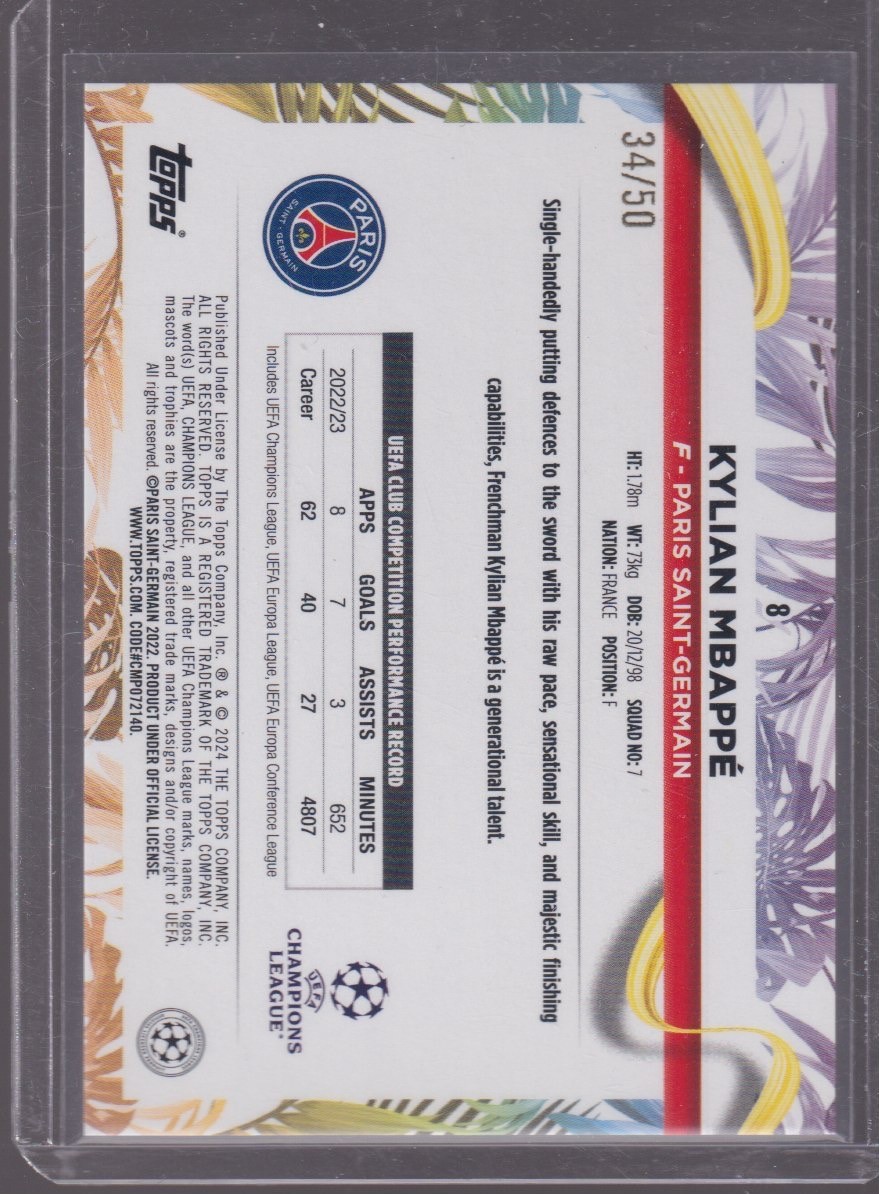 8
KYLIAN MBAPPÉ
F - PARIS SAINT-GERMAIN
34/50
HT: 1.78m WT: 73kg DOB: 20/12/98 SQUAD NO: 7
NATION: FRANCE POSITION: F
Single-handedly putting defences to the sword with his raw pace, sensational skill, and majestic finishing
capabilities, Frenchman Kylian Mbappé is a generational talent.
PARIS
SAINT-GERMAIN
UEFA CLUB COMPETITION PERFORMANCE RECORD
APPS GOALS ASSISTS MINUTES
2022/23 8 7 3 652
Career 62 40 27 4807
Includes UEFA Champions League, UEFA Europa League, UEFA Europa Conference League
UEFA
CHAMPIONS
LEAGUE®
topps®
Published Under License by The Topps Company, Inc. ® & © 2024 THE TOPPS COMPANY, INC.
ALL RIGHTS RESERVED. TOPPS IS A REGISTERED TRADEMARK OF THE TOPPS COMPANY, INC.
The word(s) UEFA, CHAMPIONS LEAGUE, and all other UEFA Champions League marks, names, logos,
mascots and trophies are the property, registered trade marks, designs and/or copyright of UEFA.
All rights reserved. ©PARIS SAINT-GERMAIN 2022. PRODUCT UNDER OFFICIAL LICENSE.
WWW.TOPPS.COM. CODE#CMP072140.